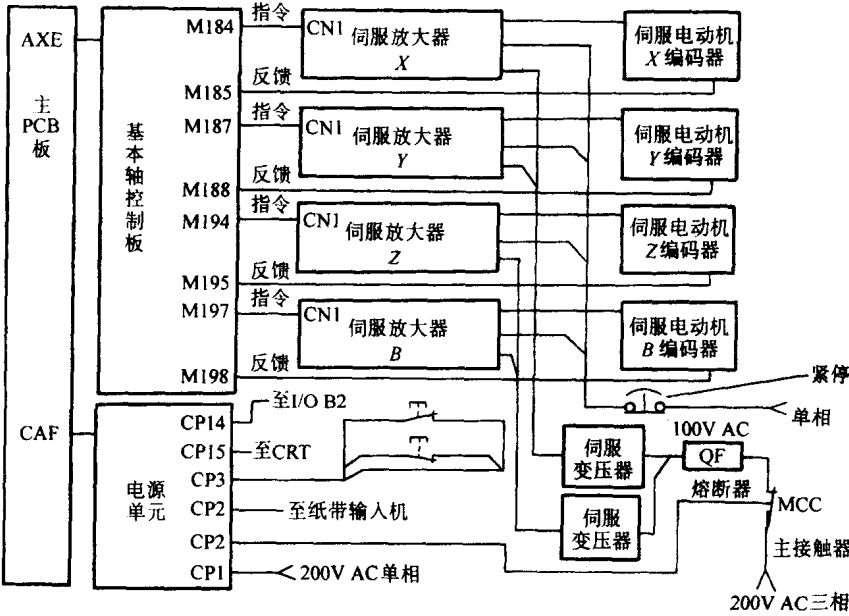 AXE
主
PCB
板
CAF
基
本
轴
控
制
板
M184
M185
M187
M188
M194
M195
M197
M198
指令
反馈
指令
反馈
指令
反馈
指令
反馈
CN1
伺服放大器
X
CN1
伺服放大器
Y
CN1
伺服放大器
Z
CN1
伺服放大器
B
伺服电动机
X编码器
伺服电动机
Y编码器
伺服电动机
Z编码器
伺服电动机
B编码器
紧停
单相
100V AC
电源
单元
CP14
CP15
CP3
CP2
CP2
CP1
至I/O B2
至CRT
至纸带输入机
200V AC单相
伺服
变压器
伺服
变压器
QF
熔断器
MCC
主接触器
200V AC三相